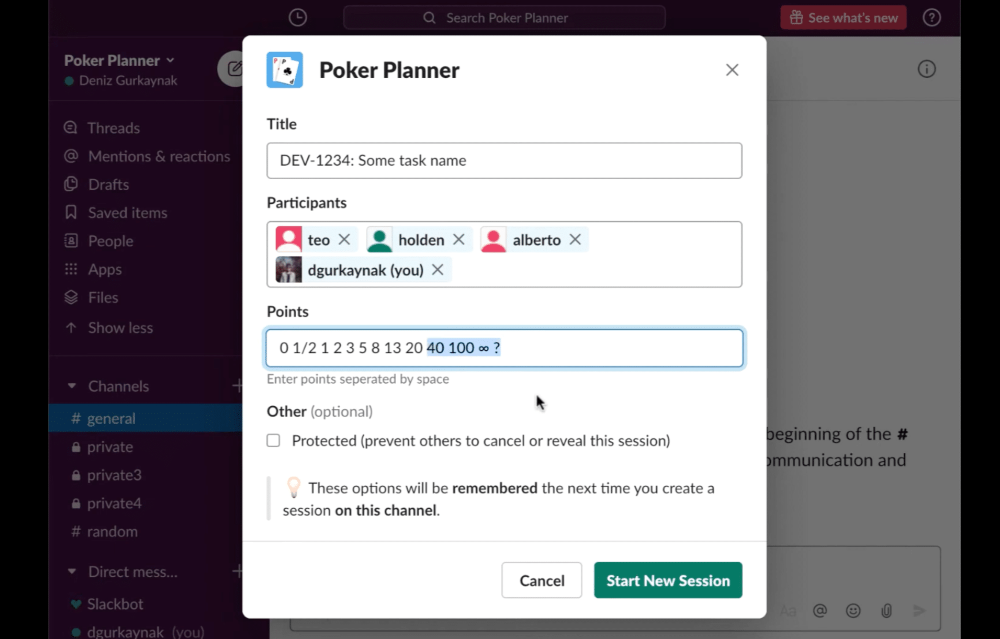 Search Poker Planner
See what's new
Poker Planner
Deniz Gurkaynak
Threads
Mentions & reactions
Drafts
Saved items
People
Apps
Files
Show less
Channels
# general
private
private3
private4
# random
Direct mess...
Slackbot
dgurkaynak (you)
Poker Planner
Title
DEV-1234: Some task name
Participants
teo holden alberto
dgurkaynak (you)
Points
0 1/2 1 2 3 5 8 13 20 40 100 ∞ ?
Enter points seperated by space
Other (optional)
Protected (prevent others to cancel or reveal this session)
These options will be remembered the next time you create a
session on this channel.
Cancel
Start New Session
beginning of the #
ommunication and
Aa